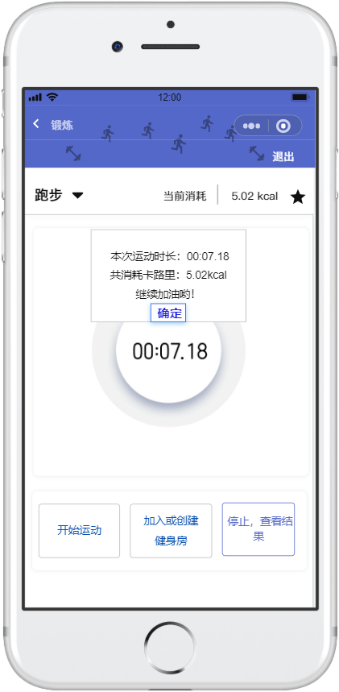 12:00
锻炼
退出
跑步 当前消耗 5.02 kcal
本次运动时长：00:07.18
共消耗卡路里：5.02kcal
继续加油哟！
确定
00:07.18
开始运动
加入或创建
健身房
停止，查看结
果